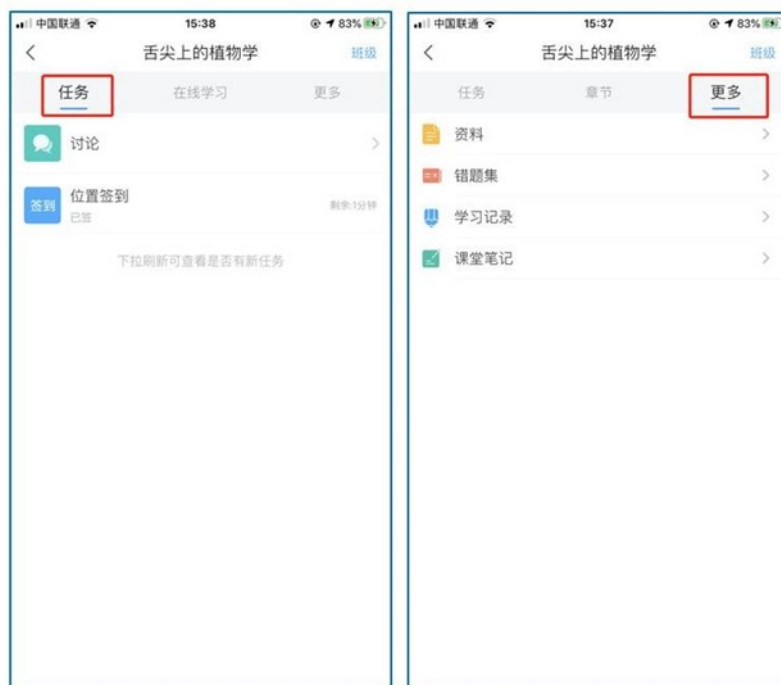 中国联通 15:38 83%
舌尖上的植物学 班级
任务 在线学习 更多
讨论
签到 位置签到 剩余:1分钟
已签
下拉刷新可查看是否有新任务
中国联通 15:37 83%
舌尖上的植物学 班级
任务 章节 更多
资料
错题集
学习记录
课堂笔记